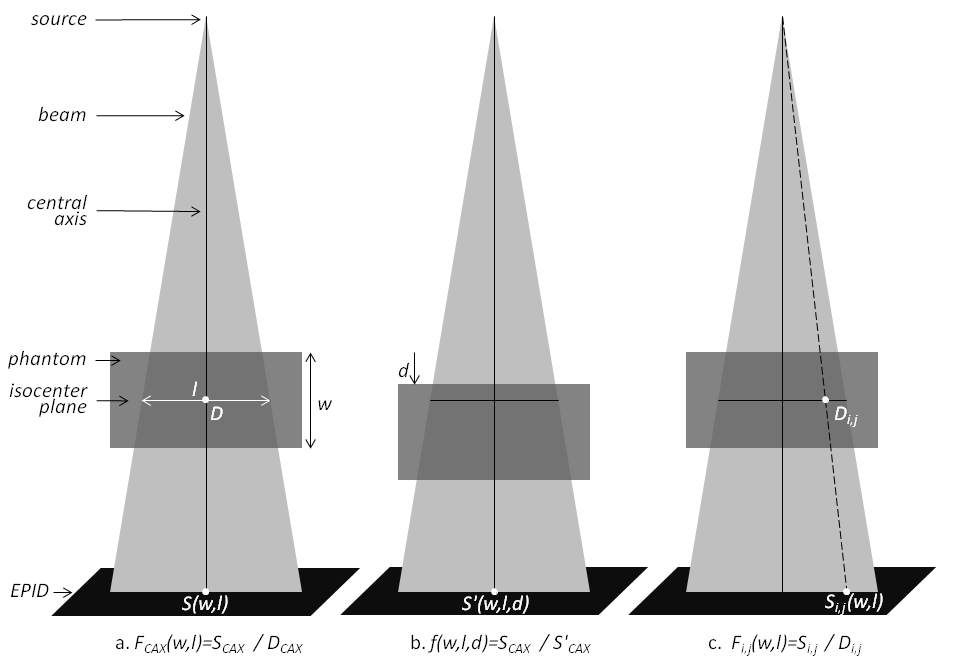 source
beam
central
axis
phantom
isocenter
plane
EPID
l
D
w
S(w,l)
a. F_CAX(w,l)=S_CAX / D_CAX
d
S'(w,l,d)
b. f(w,l,d)=S_CAX / S'_CAX
D_i,j
S_i,j(w,l)
c. F_i,j(w,l)=S_i,j / D_i,j